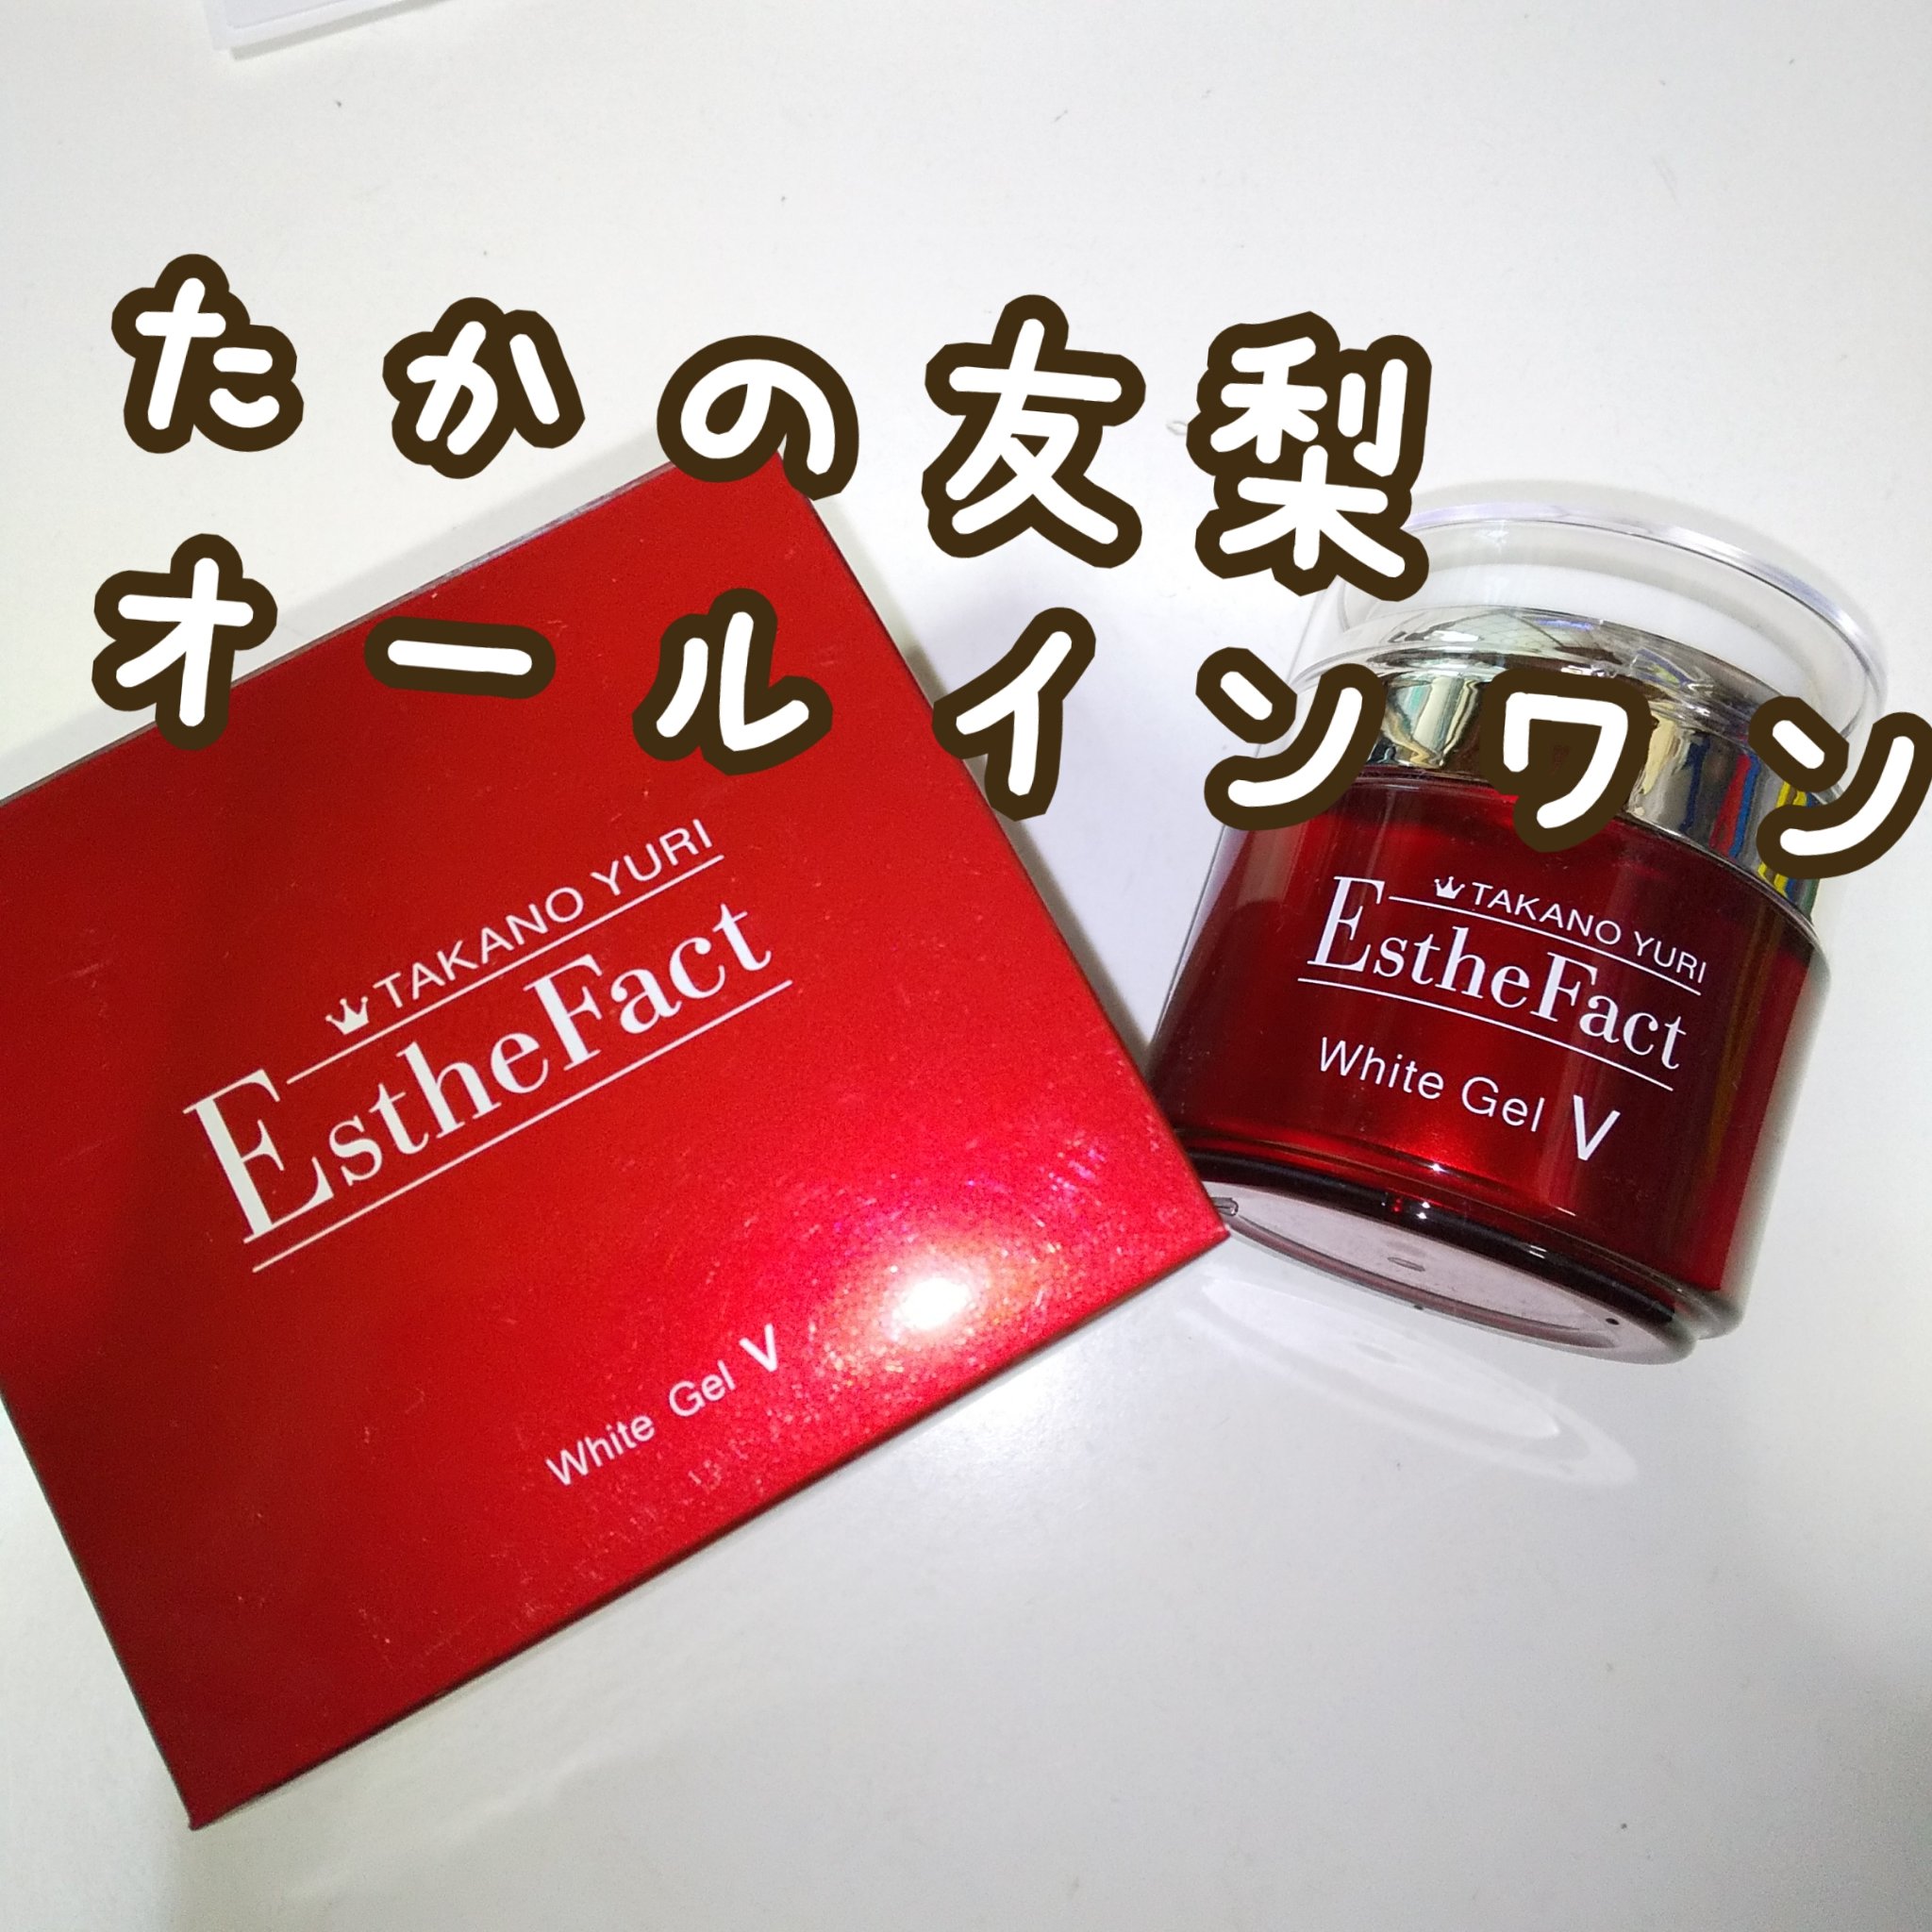 たかの友梨
オールインワン
TAKANO YURI
EstheFact
White Gel V
TAKANO YURI
EstheFact
White Gel V